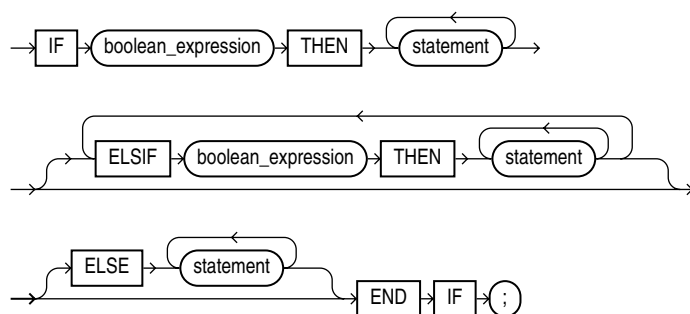 IF boolean_expression THEN statement
ELSIF boolean_expression THEN statement
ELSE statement
END IF ;